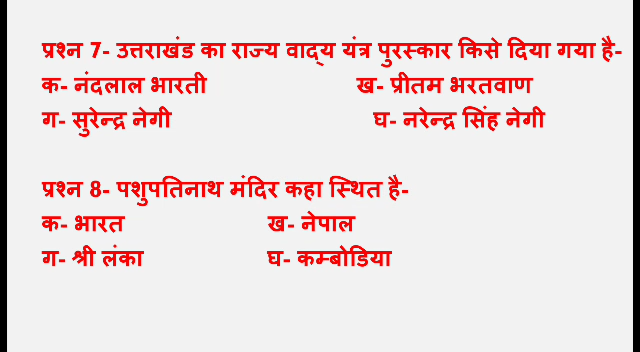 प्रश्न 7- उत्तराखंड का राज्य वाद्य यंत्र पुरस्कार किसे दिया गया है-
क- नंदलाल भारती ख- प्रीतम भरतवाण
ग- सुरेन्द्र नेगी घ- नरेन्द्र सिंह नेगी
प्रश्न 8- पशुपतिनाथ मंदिर कहा स्थित है-
क- भारत ख- नेपाल
ग- श्री लंका घ- कम्बोडिया